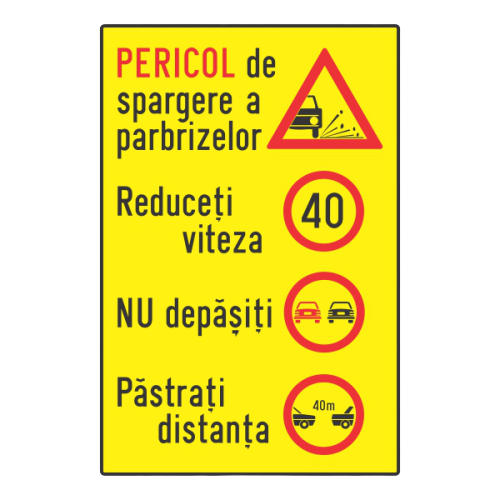 PERICOL de
spargere a
parbrizelor
Reduceți
viteza
40
NU depășiți
Păstrați
distanța
40m